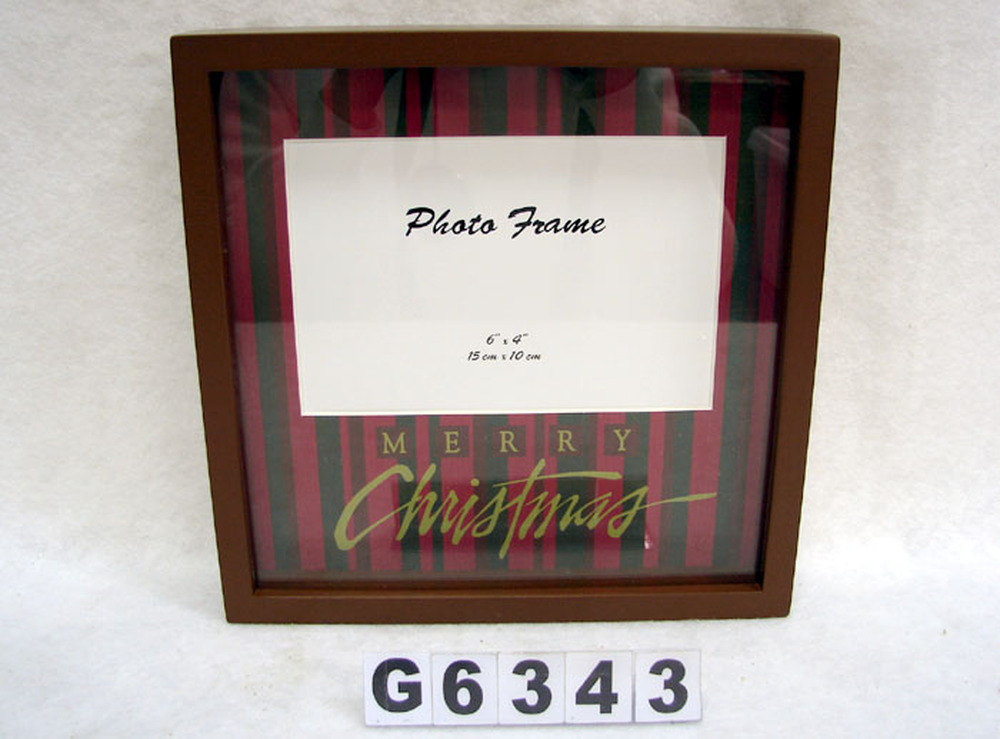 Photo Frame
6" x 4"
15 cm x 10 cm
MERRY
Christmas
G6343